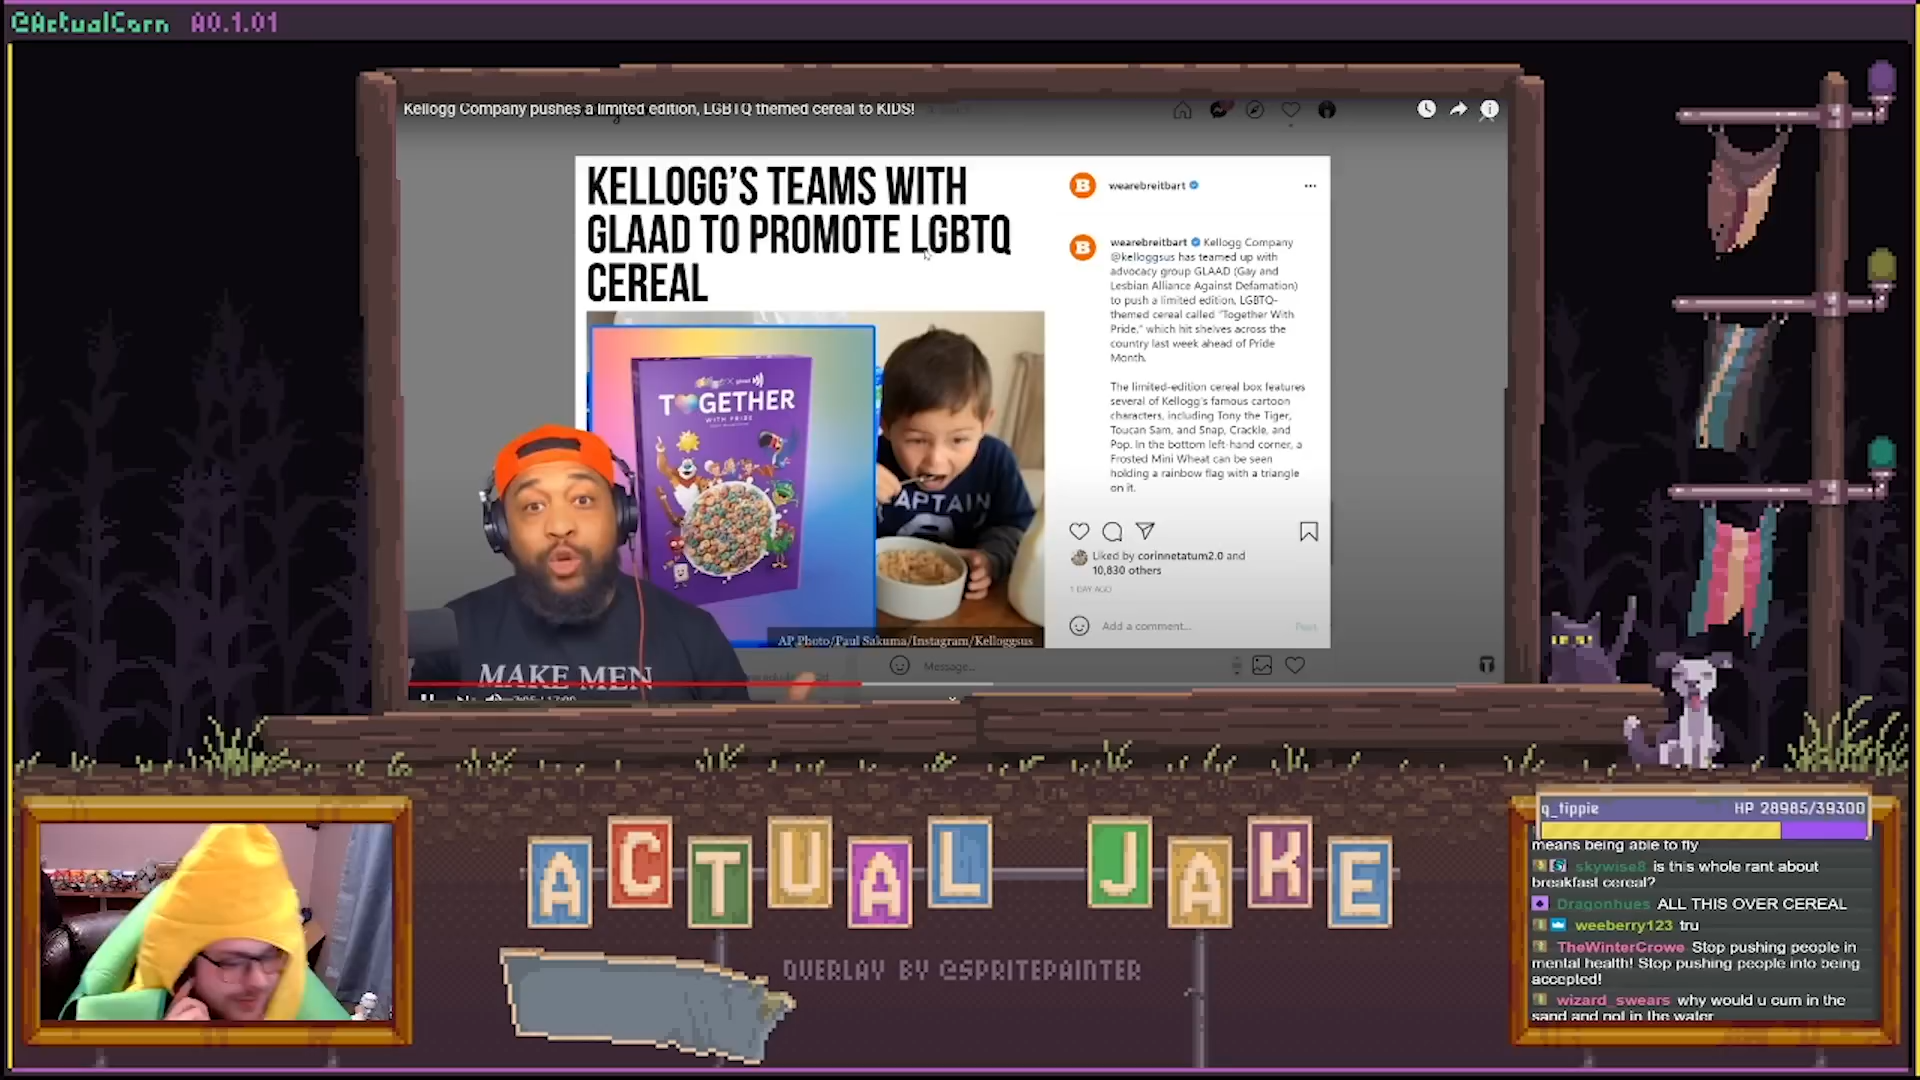 @ActualCorn A0.1.01
Kellogg Company pushes a limited edition, LGBTQ themed cereal to KIDS!
KELLOGG'S TEAMS WITH
GLAAD TO PROMOTE LGBTQ
CEREAL
TOGETHER
WITH PRIDE
CAPTAIN
AP Photo/Paul Sakuma/Instagram/Kelloggsus
MAKE MEN
wearebreitbart
wearebreitbart Kellogg Company
@kelloggsus has teamed up with
advocacy group GLAAD (Gay and
Lesbian Alliance Against Defamation)
to push a limited edition, LGBTQ-
themed cereal called "Together With
Pride," which hit shelves across the
country last week ahead of Pride
Month.
The limited-edition cereal box features
several of Kellogg's famous cartoon
characters, including Tony the Tiger,
Toucan Sam, and Snap, Crackle, and
Pop. In the bottom left-hand corner, a
Frosted Mini Wheat can be seen
holding a rainbow flag with a triangle
on it.
Liked by corinnetatum2.0 and
10,830 others
1 DAY AGO
Add a comment...
Post
Message...
ACTUAL JAKE
OVERLAY BY @SPRITEPAINTER
q_tippie HP 28985/39300
means being able to fly
skywise8 is this whole rant about
breakfast cereal?
Dragonhues ALL THIS OVER CEREAL
weeberry123 tru
TheWinterCrowe Stop pushing people in
mental health! Stop pushing people into being
accepted!
wizard_swears why would u cum in the
sand and not in the water